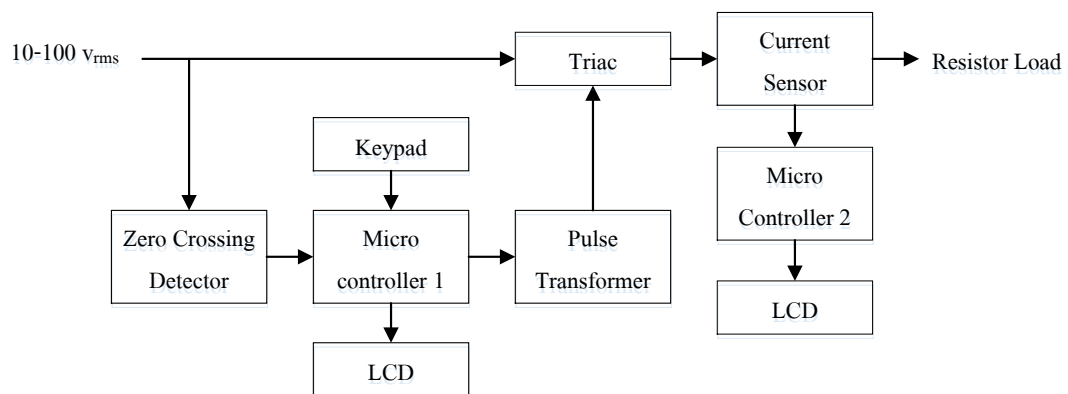 10-100 vrms
Triac
Current
Sensor
Resistor Load
Keypad
Micro
Controller 2
Zero Crossing
Detector
Micro
controller 1
Pulse
Transformer
LCD
LCD